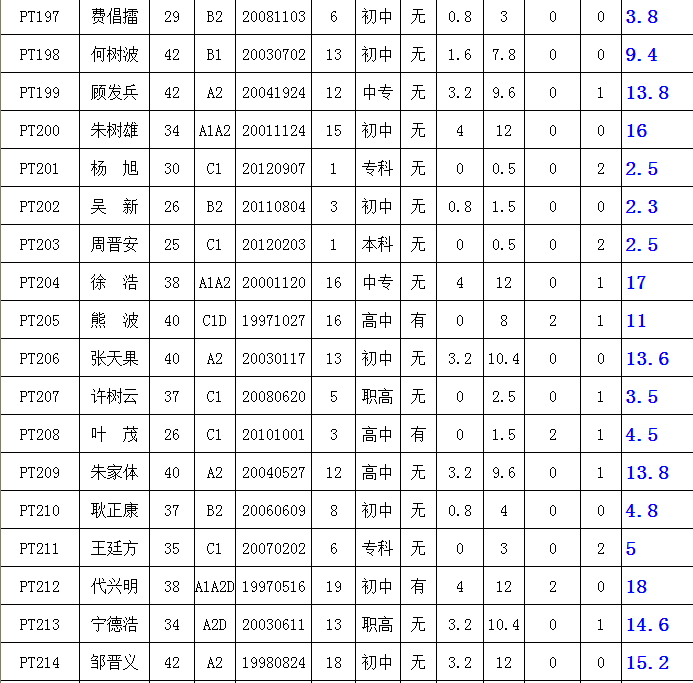 PT197 费倡擂 29 B2 20081103 6 初中 无 0.8 3 0 0 3.8
PT198 何树波 42 B1 20030702 13 初中 无 1.6 7.8 0 0 9.4
PT199 顾发兵 42 A2 20041924 12 中专 无 3.2 9.6 0 1 13.8
PT200 朱树雄 34 A1A2 20011124 15 初中 无 4 12 0 0 16
PT201 杨 旭 30 C1 20120907 1 专科 无 0 0.5 0 2 2.5
PT202 吴 新 26 B2 20110804 3 初中 无 0.8 1.5 0 0 2.3
PT203 周晋安 25 C1 20120203 1 本科 无 0 0.5 0 2 2.5
PT204 徐 浩 38 A1A2 20001120 16 中专 无 4 12 0 1 17
PT205 熊 波 40 C1D 19971027 16 高中 有 0 8 2 1 11
PT206 张天果 40 A2 20030117 13 初中 无 3.2 10.4 0 0 13.6
PT207 许树云 37 C1 20080620 5 职高 无 0 2.5 0 1 3.5
PT208 叶 茂 26 C1 20101001 3 高中 有 0 1.5 2 1 4.5
PT209 朱家体 40 A2 20040527 12 高中 无 3.2 9.6 0 1 13.8
PT210 耿正康 37 B2 20060609 8 初中 无 0.8 4 0 0 4.8
PT211 王廷方 35 C1 20070202 6 专科 无 0 3 0 2 5
PT212 代兴明 38 A1A2D 19970516 19 初中 有 4 12 2 0 18
PT213 宁德浩 34 A2D 20030611 13 职高 无 3.2 10.4 0 1 14.6
PT214 邹晋义 42 A2 19980824 18 初中 无 3.2 12 0 0 15.2